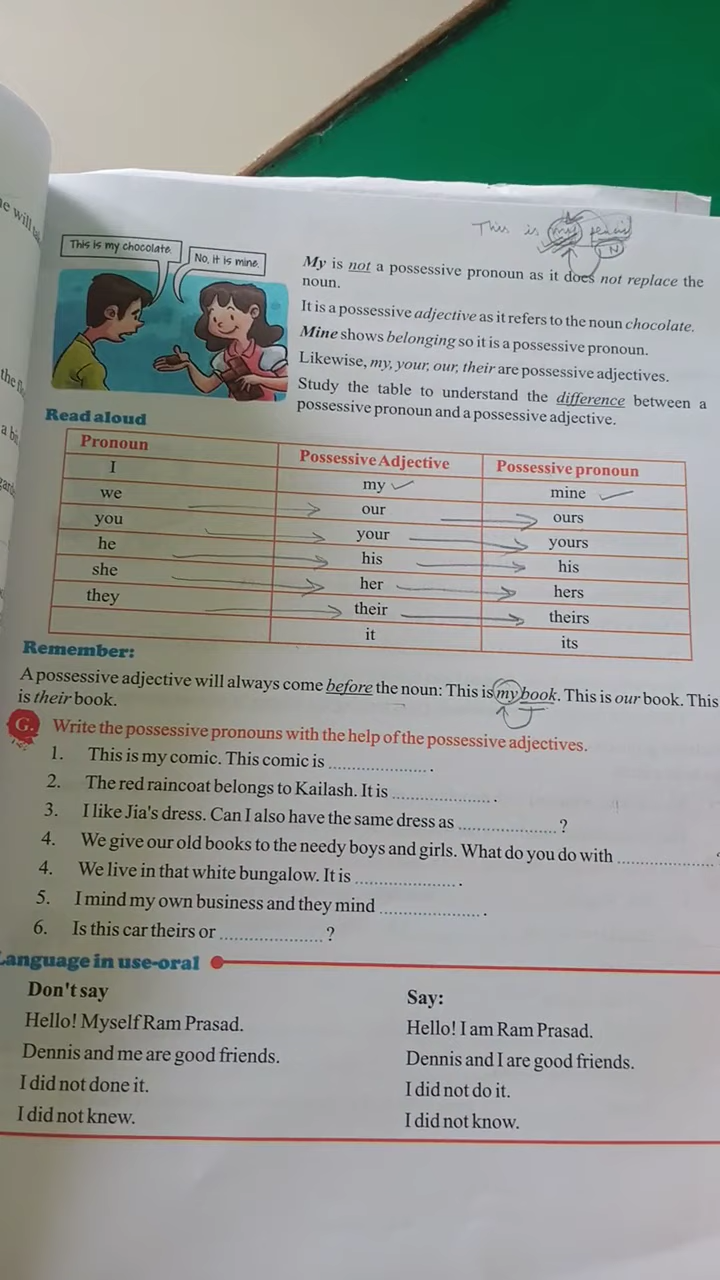 This is my pencil
N
This is my chocolate.
No, it is mine.
My is not a possessive pronoun as it does not replace the
noun.
It is a possessive adjective as it refers to the noun chocolate.
Mine shows belonging so it is a possessive pronoun.
Likewise, my, your, our, their are possessive adjectives.
Study the table to understand the difference between a
possessive pronoun and a possessive adjective.
Read aloud
Pronoun Possessive Adjective Possessive pronoun
I my mine
we our ours
you your yours
he his his
she her hers
they their theirs
it its
Remember:
A possessive adjective will always come before the noun: This is my book. This is our book. This
is their book.
G. Write the possessive pronouns with the help of the possessive adjectives.
1. This is my comic. This comic is ..................... .
2. The red raincoat belongs to Kailash. It is ..................... .
3. I like Jia's dress. Can I also have the same dress as ..................... ?
4. We give our old books to the needy boys and girls. What do you do with .....................
4. We live in that white bungalow. It is ..................... .
5. I mind my own business and they mind ..................... .
6. Is this car theirs or ..................... ?
Language in use-oral
Don't say Say:
Hello! Myself Ram Prasad. Hello! I am Ram Prasad.
Dennis and me are good friends. Dennis and I are good friends.
I did not done it. I did not do it.
I did not knew. I did not know.